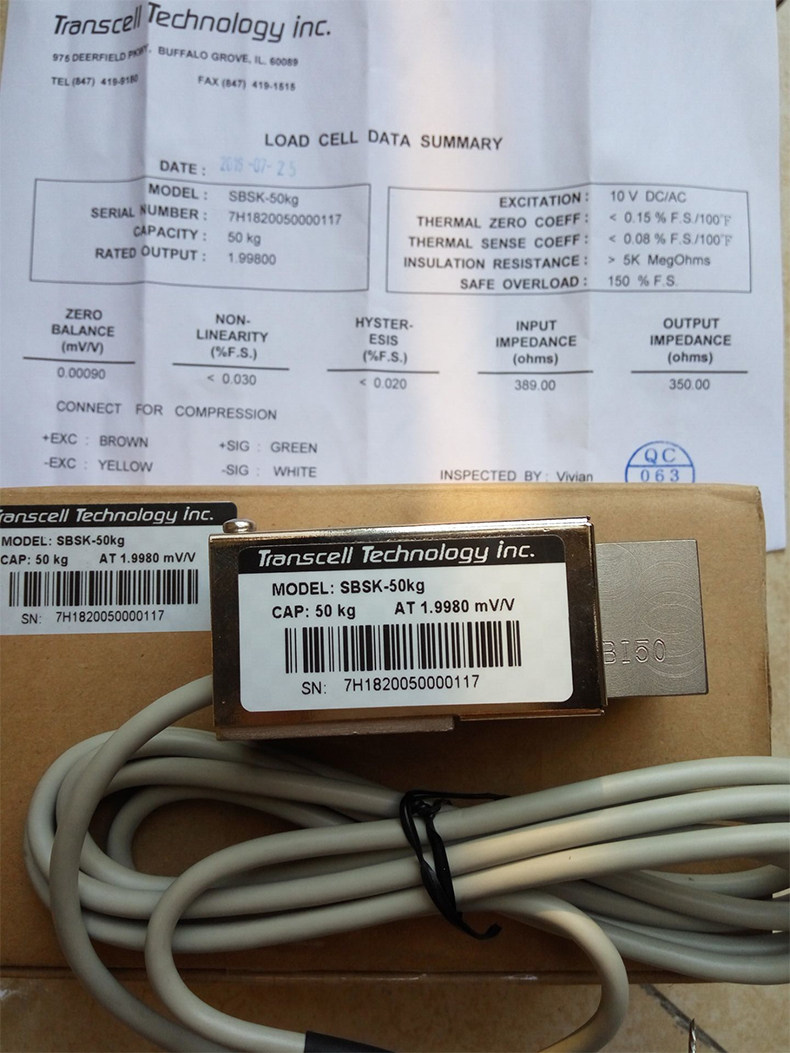 Transcell Technology inc.
975 DEERFIELD PKWY, BUFFALO GROVE, IL. 60089
TEL (847) 419-9180 FAX (847) 419-1515
LOAD CELL DATA SUMMARY
DATE : 2018-07-25
MODEL : SBSK-50kg
SERIAL NUMBER : 7H1820050000117
CAPACITY : 50 kg
RATED OUTPUT : 1.99800
EXCITATION : 10 V DC/AC
THERMAL ZERO COEFF : < 0.15 % F.S./100°F
THERMAL SENSE COEFF : < 0.08 % F.S./100°F
INSULATION RESISTANCE : > 5K MegOhms
SAFE OVERLOAD : 150 % F.S.
ZERO BALANCE (mV/V)
0.00090
NON-LINEARITY (%F.S.)
< 0.030
HYSTER-ESIS (%F.S.)
< 0.020
INPUT IMPEDANCE (ohms)
389.00
OUTPUT IMPEDANCE (ohms)
350.00
CONNECT FOR COMPRESSION
+EXC : BROWN +SIG : GREEN
-EXC : YELLOW -SIG : WHITE
INSPECTED BY : Vivian
QC
063
Transcell Technology inc.
MODEL: SBSK-50kg
CAP: 50 kg AT 1.9980 mV/V
SN: 7H1820050000117
Transcell Technology inc.
MODEL: SBSK-50kg
CAP: 50 kg AT 1.9980 mV/V
SN: 7H1820050000117
BI50